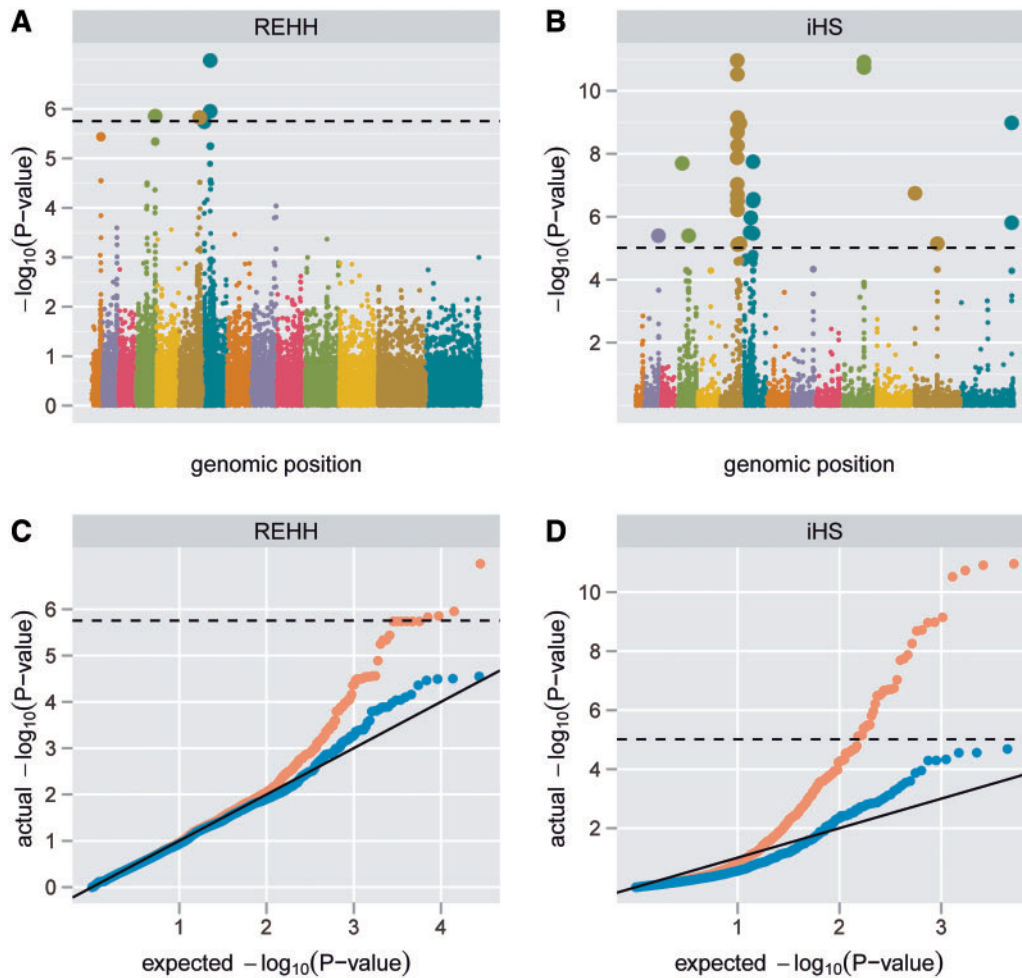 A
REHH
−log10(P−value)
6
5
4
3
2
1
0
genomic position
B
iHS
−log10(P−value)
10
8
6
4
2
genomic position
C
REHH
actual −log10(P−value)
6
5
4
3
2
1
0
1 2 3 4
expected −log10(P−value)
D
iHS
actual −log10(P−value)
10
8
6
4
2
1 2 3
expected −log10(P−value)